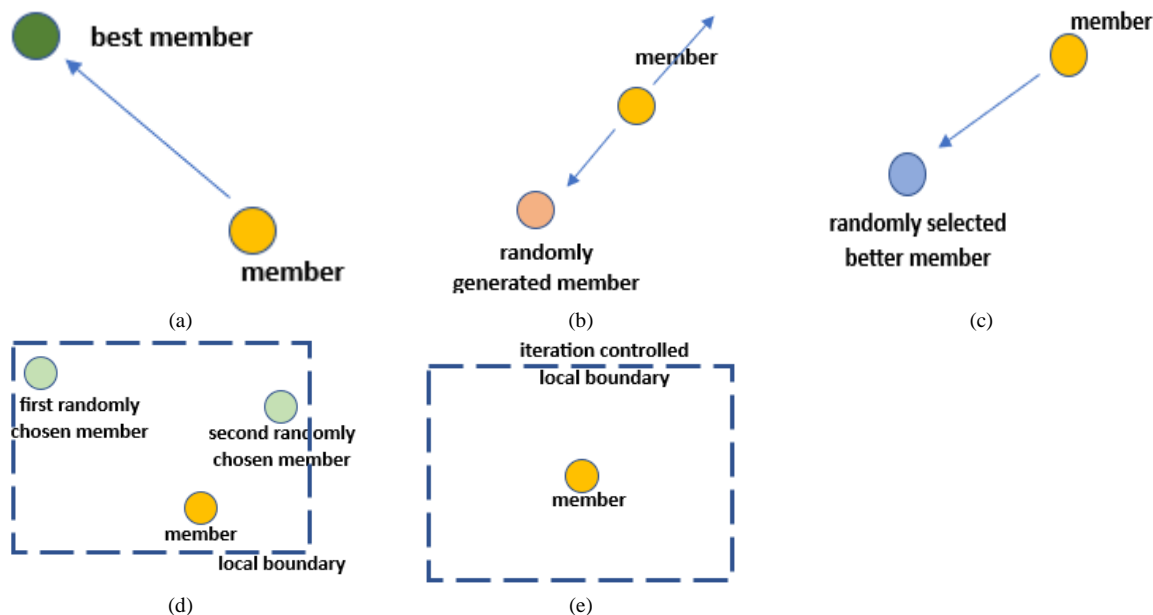 best member
member
(a)
member
randomly
generated member
(b)
member
randomly selected
better member
(c)
first randomly
chosen member
second randomly
chosen member
member
local boundary
(d)
iteration controlled
local boundary
member
(e)